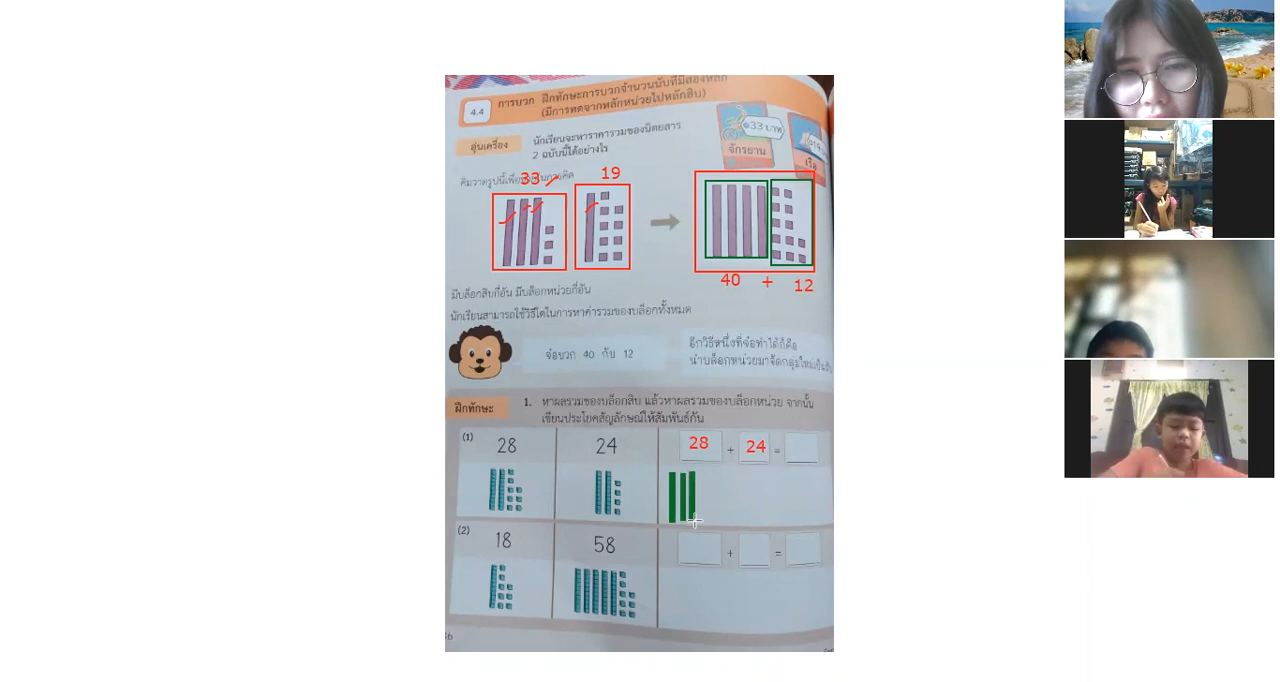 4.4 การบวก ฝึกทักษะการบวกจำนวนนับที่มีสองหลัก
(มีการทดจากหลักหน่วยไปหลักสิบ)
อุ่นเครื่อง
นักเรียนจะหาราคารวมของนิตยสาร
2 ฉบับนี้ได้อย่างไร
33 บาท
จักรยาน
33 19
มีบล็อกสิบกี่อัน มีบล็อกหน่วยกี่อัน
40 + 12
นักเรียนสามารถใช้วิธีใดในการหาค่ารวมของบล็อกทั้งหมด
จ๋อบวก 40 กับ 12
อีกวิธีหนึ่งที่จ๋อทำได้ก็คือ
นำบล็อกหน่วยมาจัดกลุ่มใหม่เป็น
ฝึกทักษะ
1. หาผลรวมของบล็อกสิบ แล้วหาผลรวมของบล็อกหน่วย จากนั้น
เขียนประโยคสัญลักษณ์ให้สัมพันธ์กัน
(1) 28 24 28 + 24 =
(2) 18 58 + =